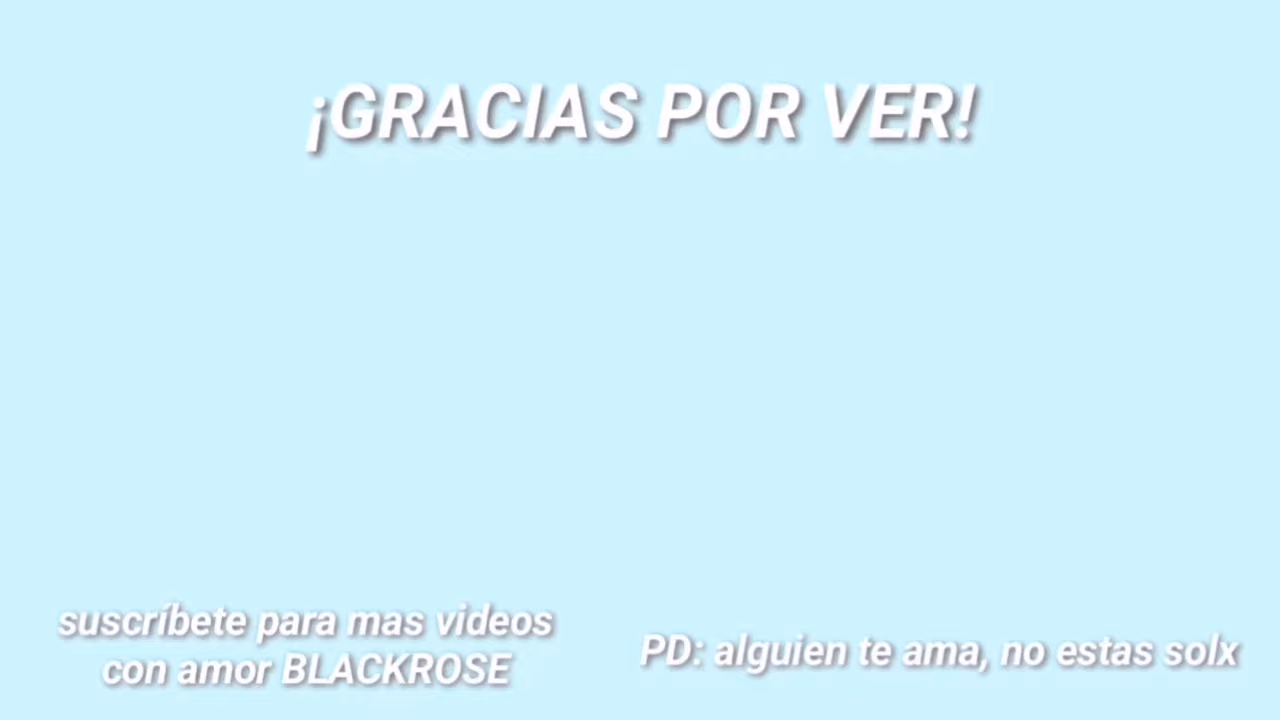 ¡GRACIAS POR VER!
suscríbete para mas videos
con amor BLACKROSE
PD: alguien te ama, no estas solx